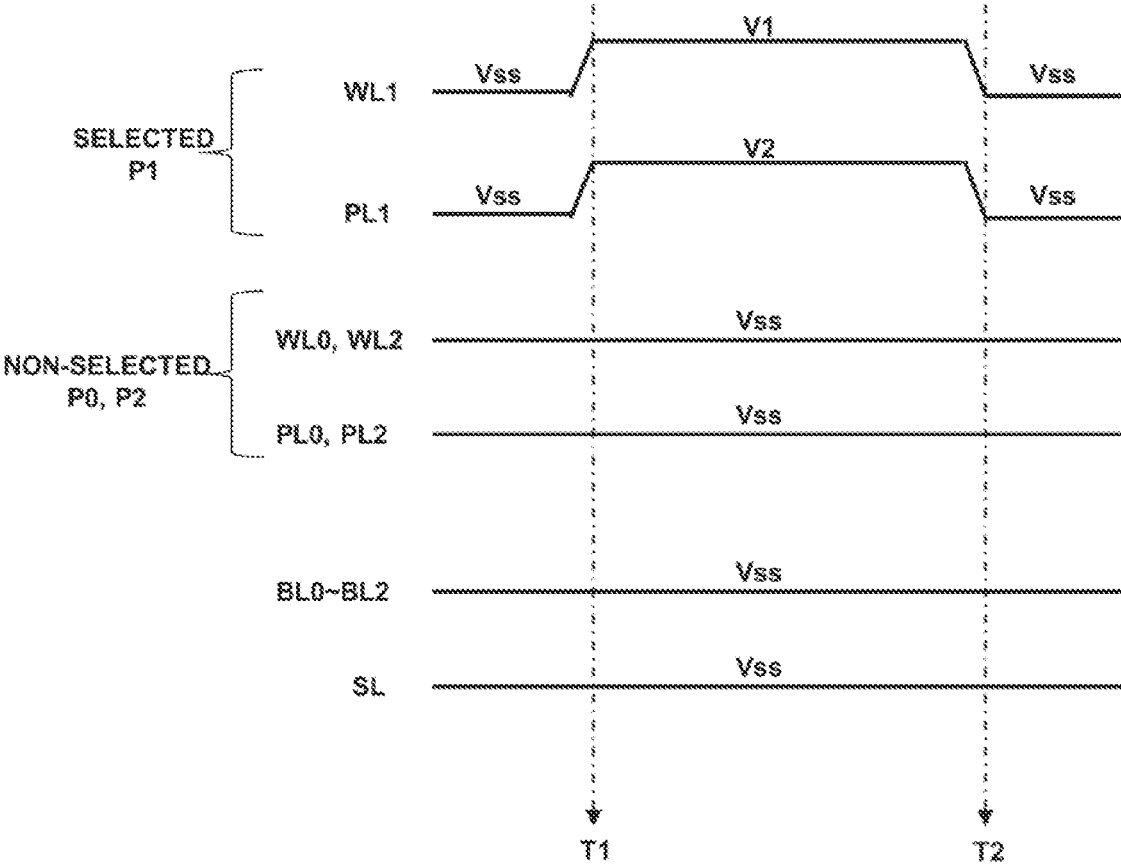 V1
Vss
Vss
WL1
SELECTED
P1
V2
Vss
Vss
PL1
Vss
WL0, WL2
NON-SELECTED
P0, P2
Vss
PL0, PL2
Vss
BL0~BL2
Vss
SL
T1
T2